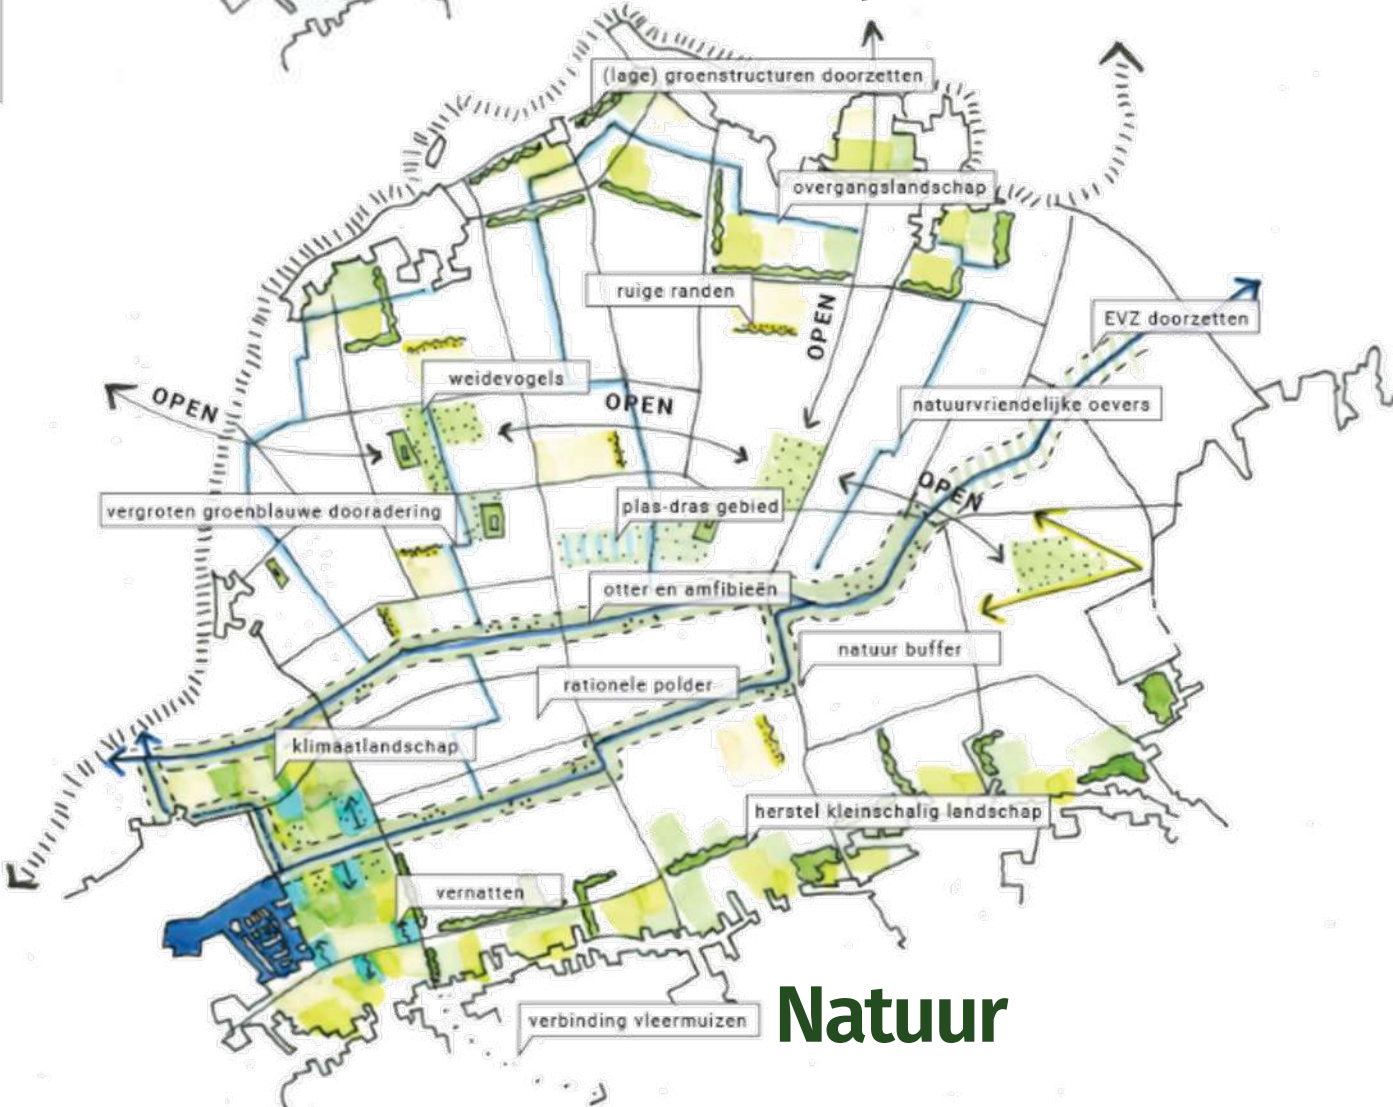 (lage) groenstructuren doorzetten
overgangslandschap
ruige randen
OPEN
EVZ doorzetten
weidevogels
OPEN
OPEN
natuurvriendelijke oevers
OPEN
vergroten groenblauwe dooradering
plas-dras gebied
otter en amfibieën
natuur buffer
rationele polder
klimaatlandschap
herstel kleinschalig landschap
vernatten
verbinding vleermuizen
Natuur